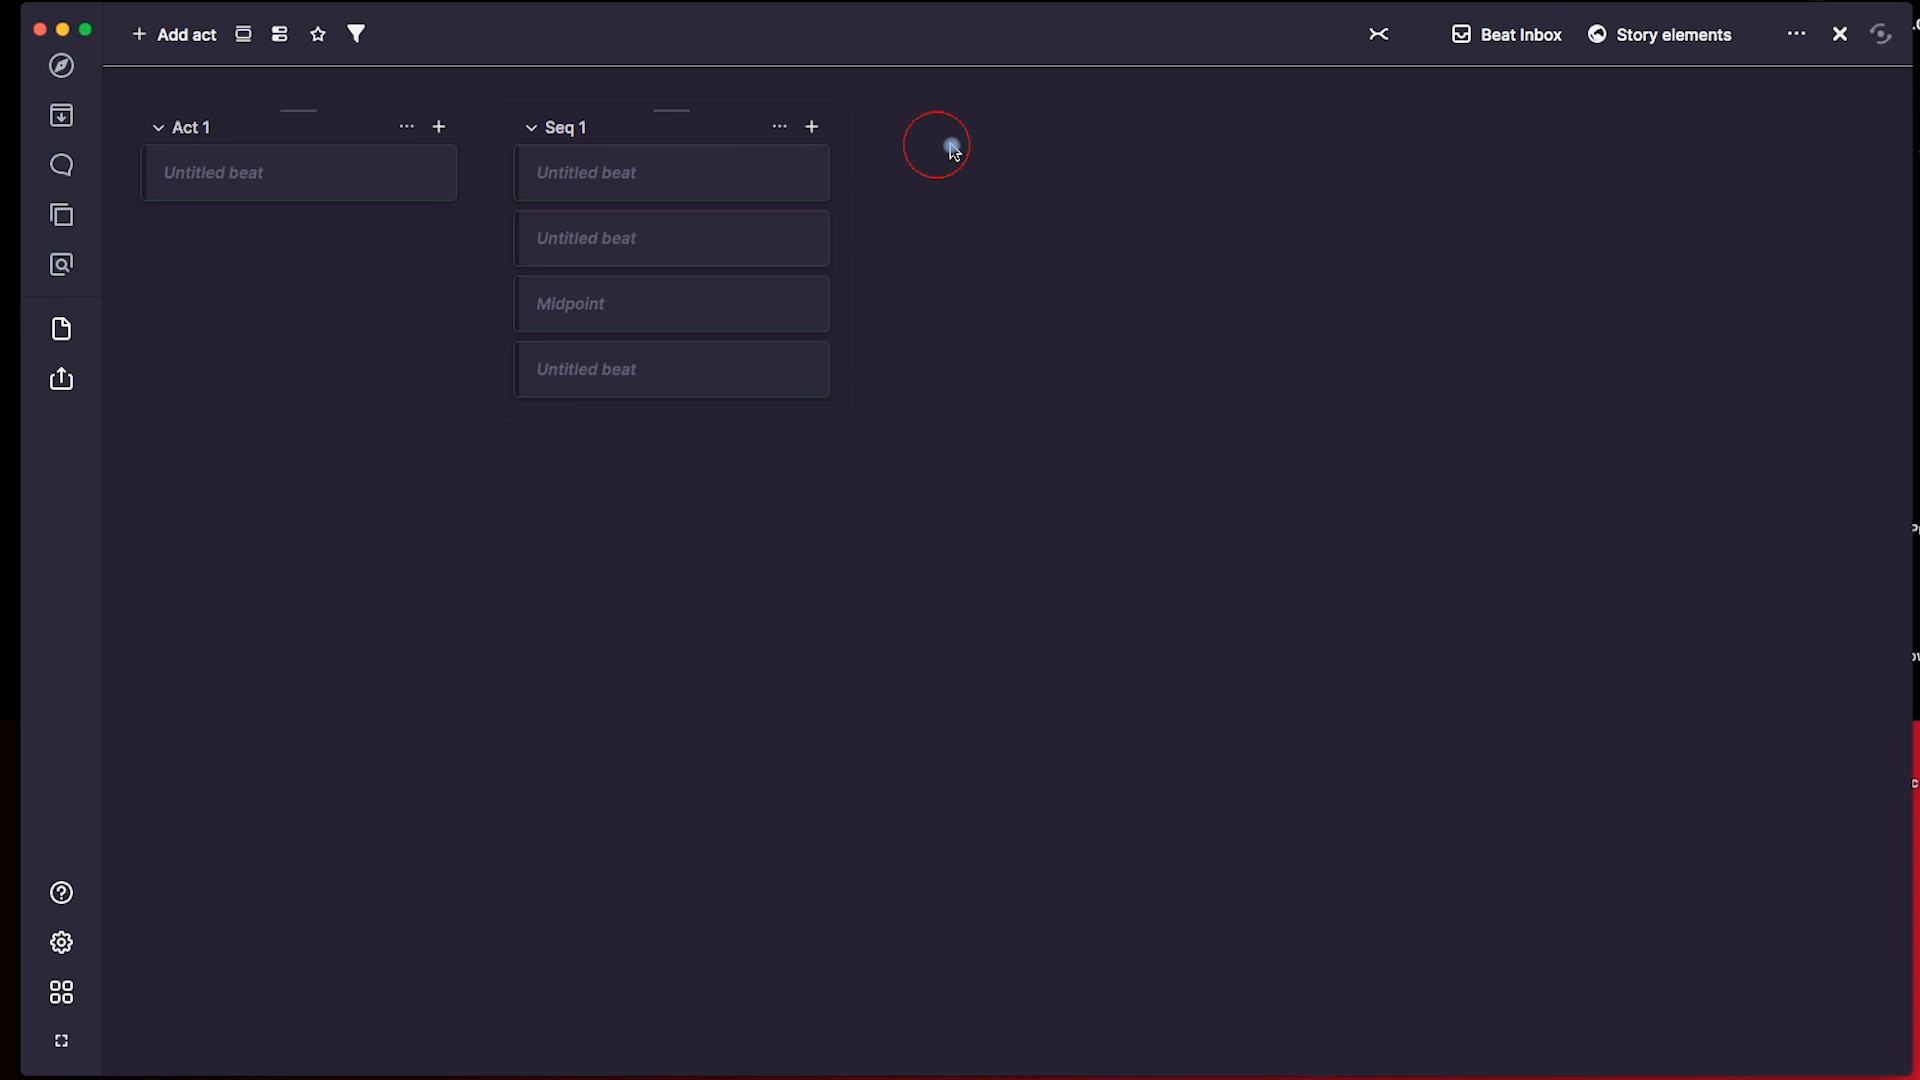 Add act
Beat Inbox
Story elements
Act 1
Seq 1
Untitled beat
Untitled beat
Untitled beat
Midpoint
Untitled beat